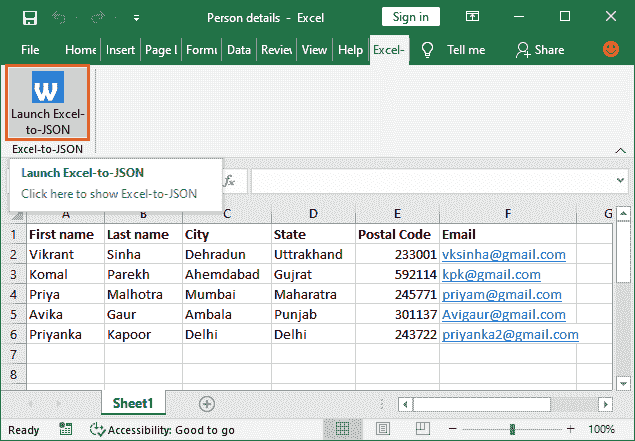 Person details - Excel
Sign in
File Home Insert Page L Formu Data Review View Help Excel- Tell me Share
W
Launch Excel-
to-JSON
Excel-to-JSON
Launch Excel-to-JSON
Click here to show Excel-to-JSON
fx
A B C D E F G
1 First name Last name City State Postal Code Email
2 Vikrant Sinha Dehradun Uttrakhand 233001 vksinha@gmail.com
3 Komal Parekh Ahemdabad Gujrat 592114 kpk@gmail.com
4 Priya Malhotra Mumbai Maharatra 245771 priyam@gmail.com
5 Avika Gaur Ambala Punjab 301137 Avigaur@gmail.com
6 Priyanka Kapoor Delhi Delhi 243722 priyanka2@gmail.com
7
8
Sheet1
Ready Accessibility: Good to go 100%